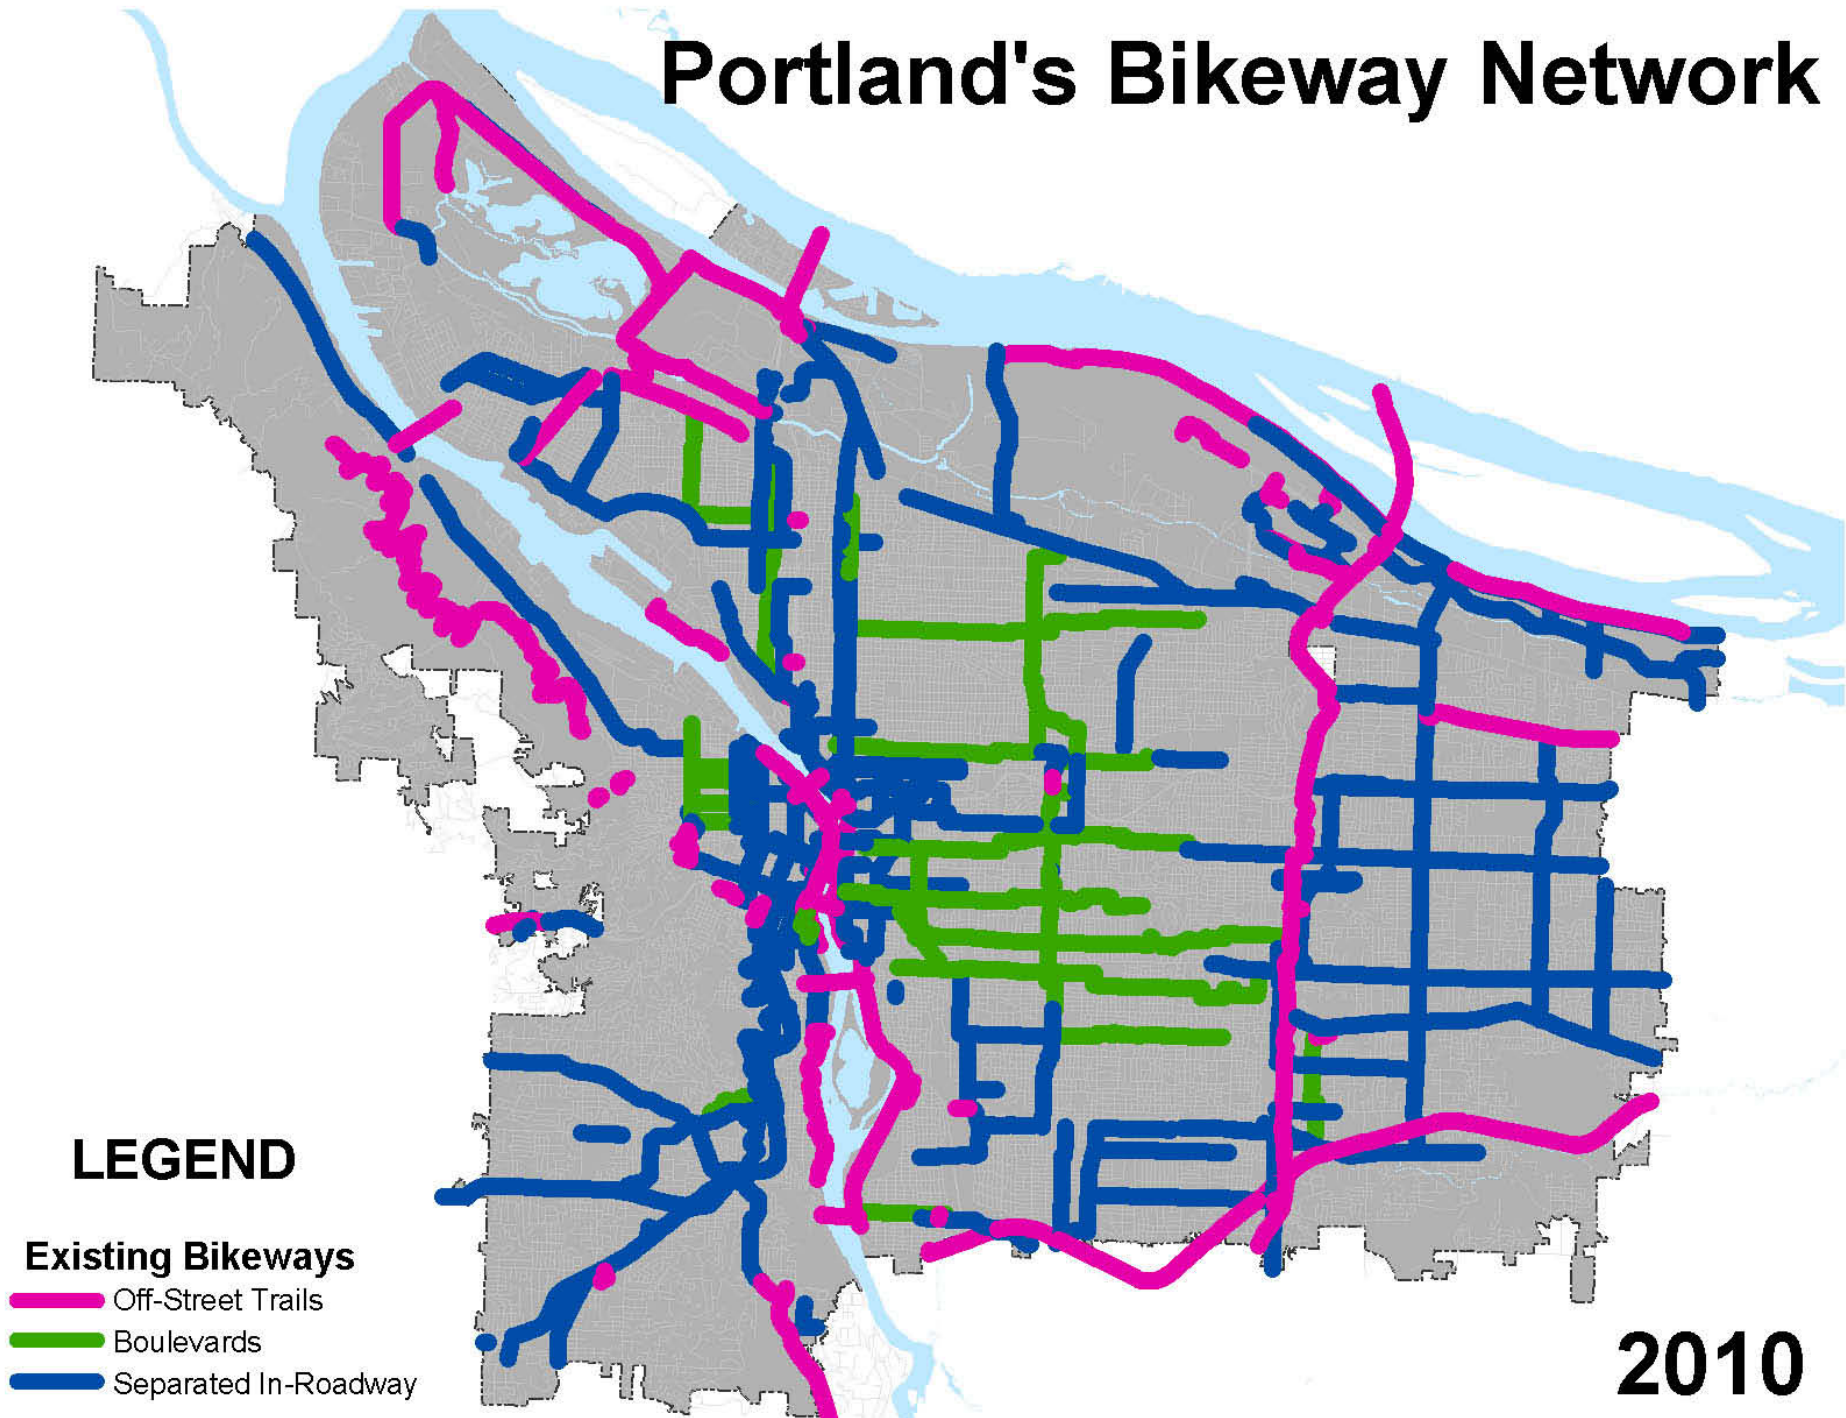 Portland's Bikeway Network
LEGEND
Existing Bikeways
Off-Street Trails
Boulevards
Separated In-Roadway
2010